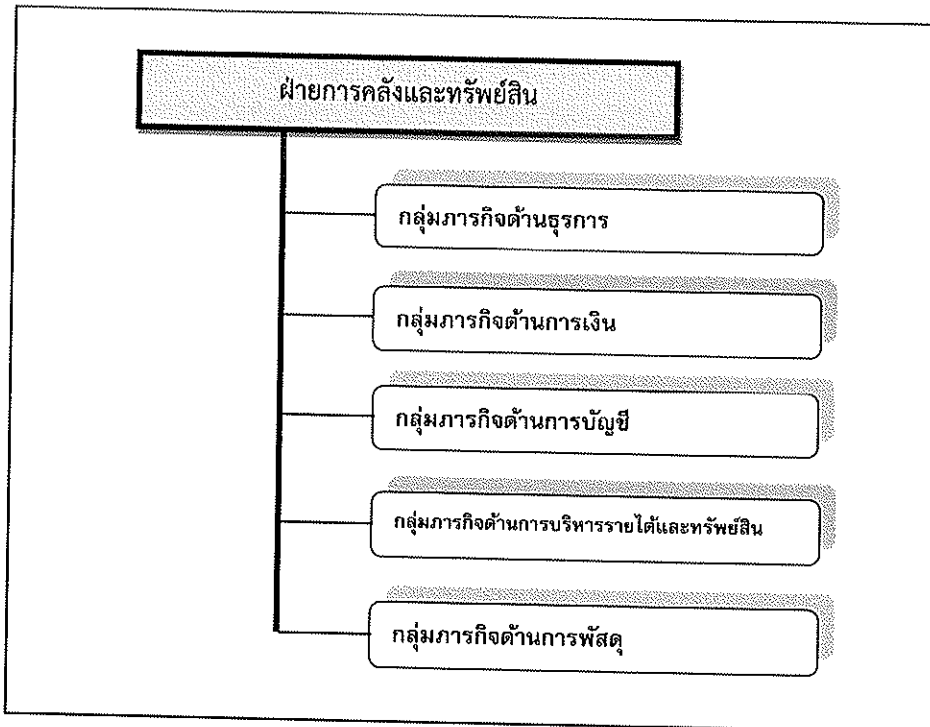 ฝ่ายการคลังและทรัพย์สิน
กลุ่มภารกิจด้านธุรการ
กลุ่มภารกิจด้านการเงิน
กลุ่มภารกิจด้านการบัญชี
กลุ่มภารกิจด้านการบริหารรายได้และทรัพย์สิน
กลุ่มภารกิจด้านการพัสดุ